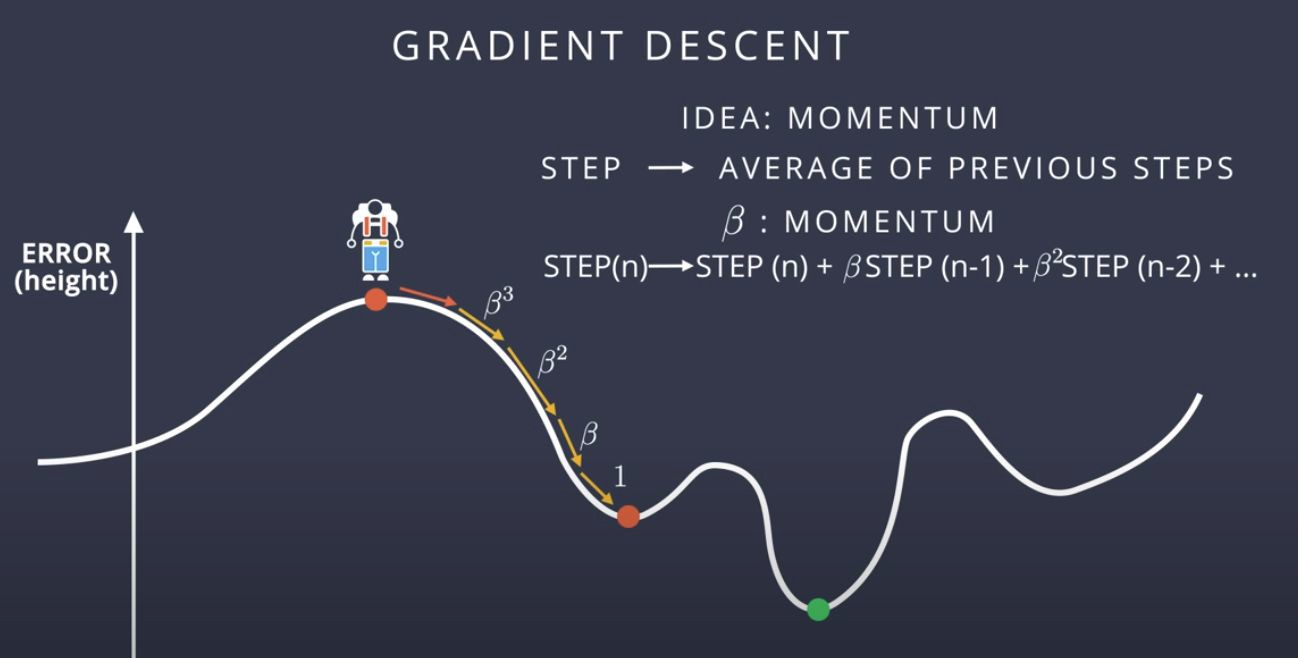 GRADIENT DESCENT
IDEA: MOMENTUM
STEP → AVERAGE OF PREVIOUS STEPS
β : MOMENTUM
STEP(n)→STEP (n) + β STEP (n-1) + β²STEP (n-2) + ...
ERROR
(height)
β³
β²
β
1